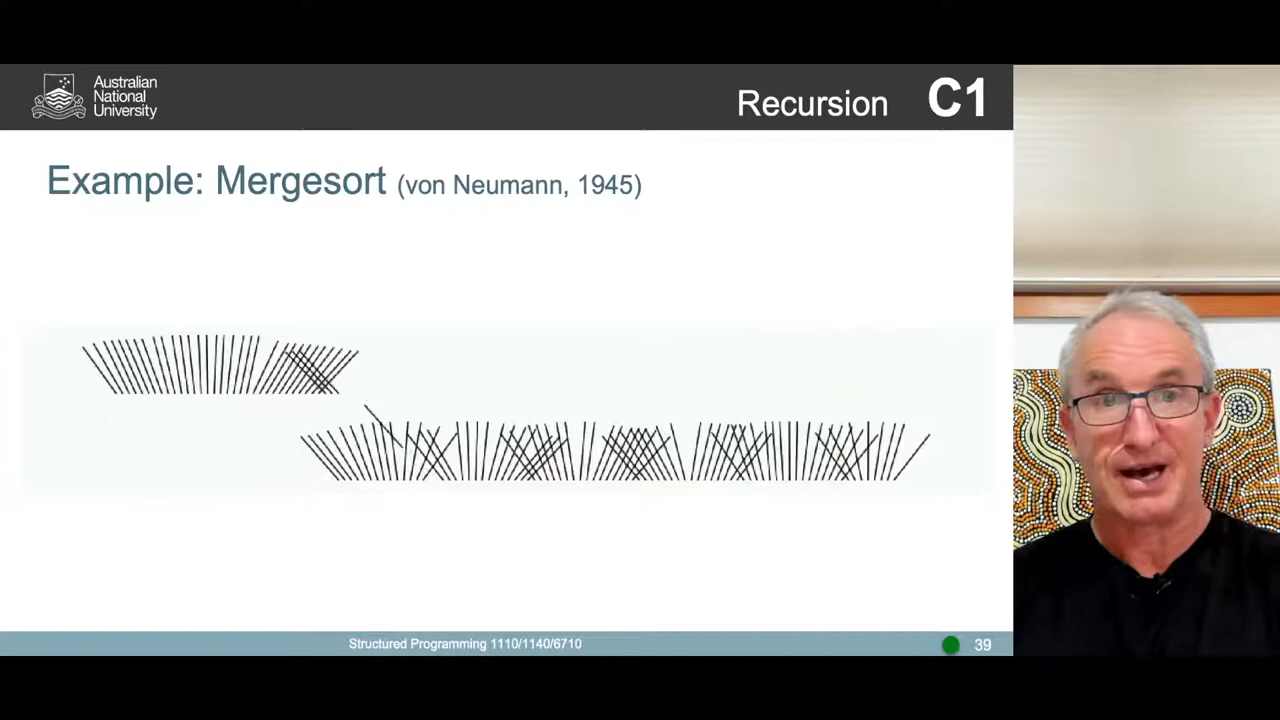 Australian
National
University
Recursion C1
Example: Mergesort (von Neumann, 1945)
Structured Programming 1110/1140/6710
39